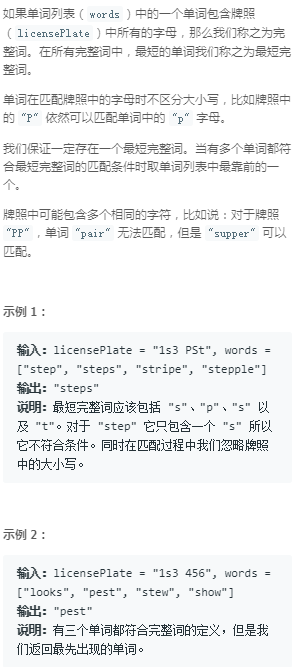 如果单词列表（words）中的一个单词包含牌照
（licensePlate）中所有的字母，那么我们称之为完
整词。在所有完整词中，最短的单词我们称之为最短完
整词。
单词在匹配牌照中的字母时不区分大小写，比如牌照中
的 "P" 依然可以匹配单词中的 "p" 字母。
我们保证一定存在一个最短完整词。当有多个单词都符
合最短完整词的匹配条件时取单词列表中最靠前的一
个。
牌照中可能包含多个相同的字符，比如说：对于牌照
"PP"，单词 "pair" 无法匹配，但是 "supper" 可以
匹配。
示例 1：
输入：licensePlate = "1s3 PSt", words =
["step", "steps", "stripe", "stepple"]
输出："steps"
说明：最短完整词应该包括 "s"、"p"、"s" 以
及 "t"。对于 "step" 它只包含一个 "s" 所以
它不符合条件。同时在匹配过程中我们忽略牌照
中的大小写。
示例 2：
输入：licensePlate = "1s3 456", words =
["looks", "pest", "stew", "show"]
输出："pest"
说明：有三个单词都符合完整词的定义，但是我
们返回最先出现的单词。